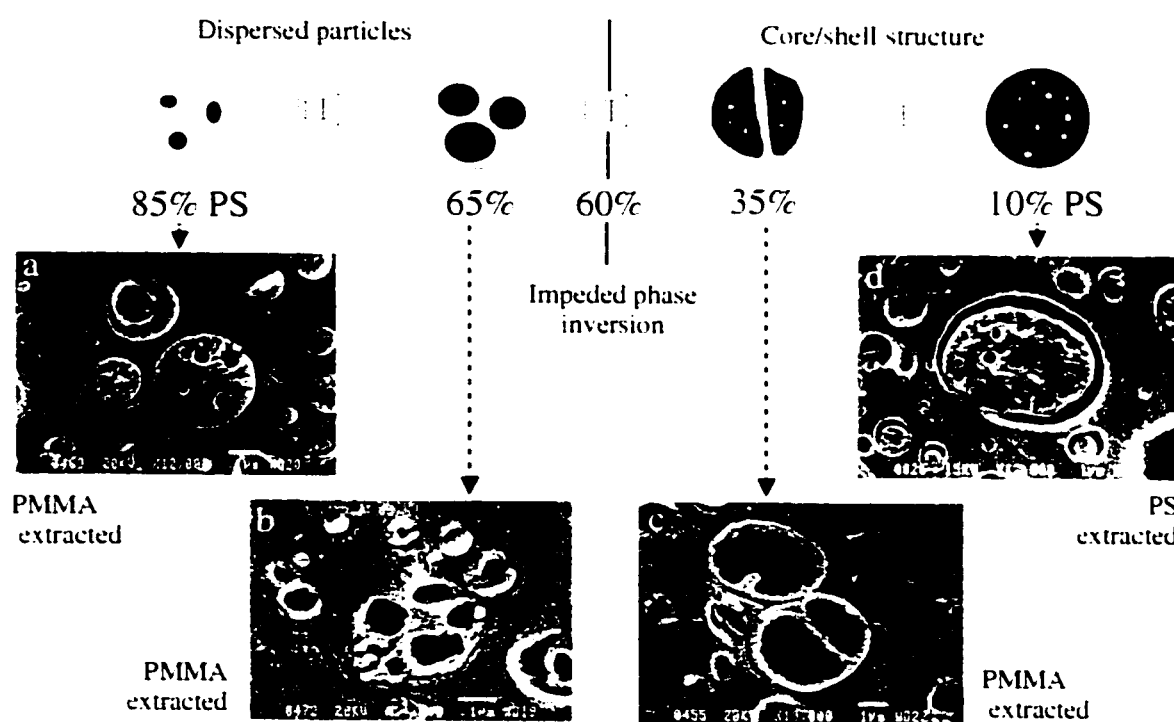 Dispersed particles
Core/shell structure
85% PS
65%
60%
35%
10% PS
Impeded phase
inversion
a
d
PMMA
extracted
PS
extracted
b
c
PMMA
extracted
PMMA
extracted